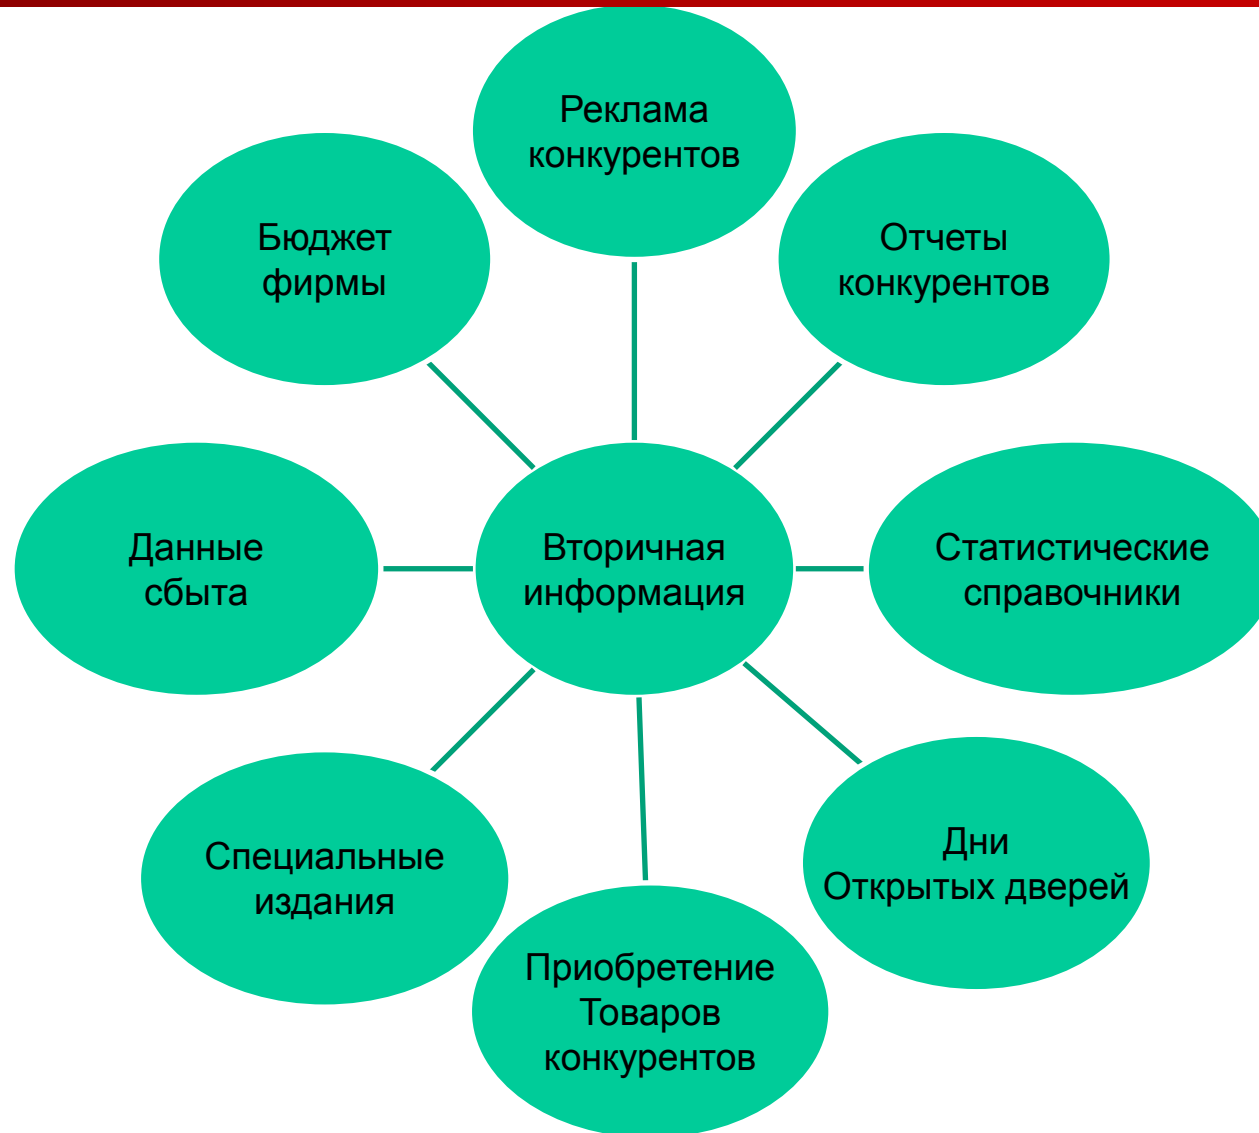 Реклама
конкурентов
Бюджет
фирмы
Отчеты
конкурентов
Данные
сбыта
Вторичная
информация
Статистические
справочники
Специальные
издания
Дни
Открытых дверей
Приобретение
Товаров
конкурентов